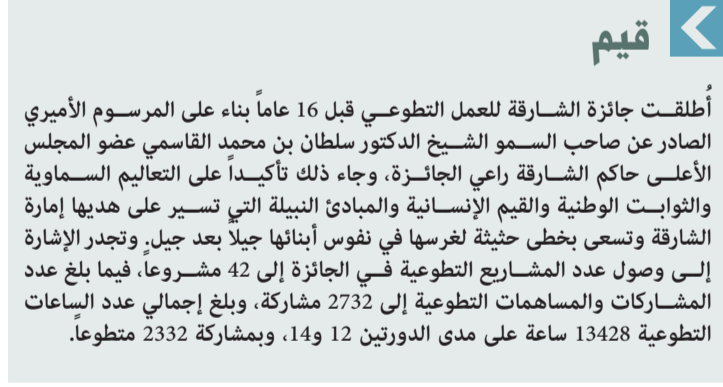 قيم
أُطلقت جائزة الشارقة للعمل التطوعي قبل 16 عاماً بناء على المرسوم الأميري
الصادر عن صاحب السمو الشيخ الدكتور سلطان بن محمد القاسمي عضو المجلس
الأعلى حاكم الشارقة راعي الجائزة، وجاء ذلك تأكيداً على التعاليم السماوية
والثوابت الوطنية والقيم الإنسانية والمبادئ النبيلة التي تسير على هديها إمارة
الشارقة وتسعى بخطى حثيثة لغرسها في نفوس أبنائها جيلاً بعد جيل. وتجدر الإشارة
إلى وصول عدد المشاريع التطوعية في الجائزة إلى 42 مشروعاً، فيما بلغ عدد
المشاركات والمساهمات التطوعية إلى 2732 مشاركة، وبلغ إجمالي عدد الساعات
التطوعية 13428 ساعة على مدى الدورتين 12 و14، وبمشاركة 2332 متطوعاً.